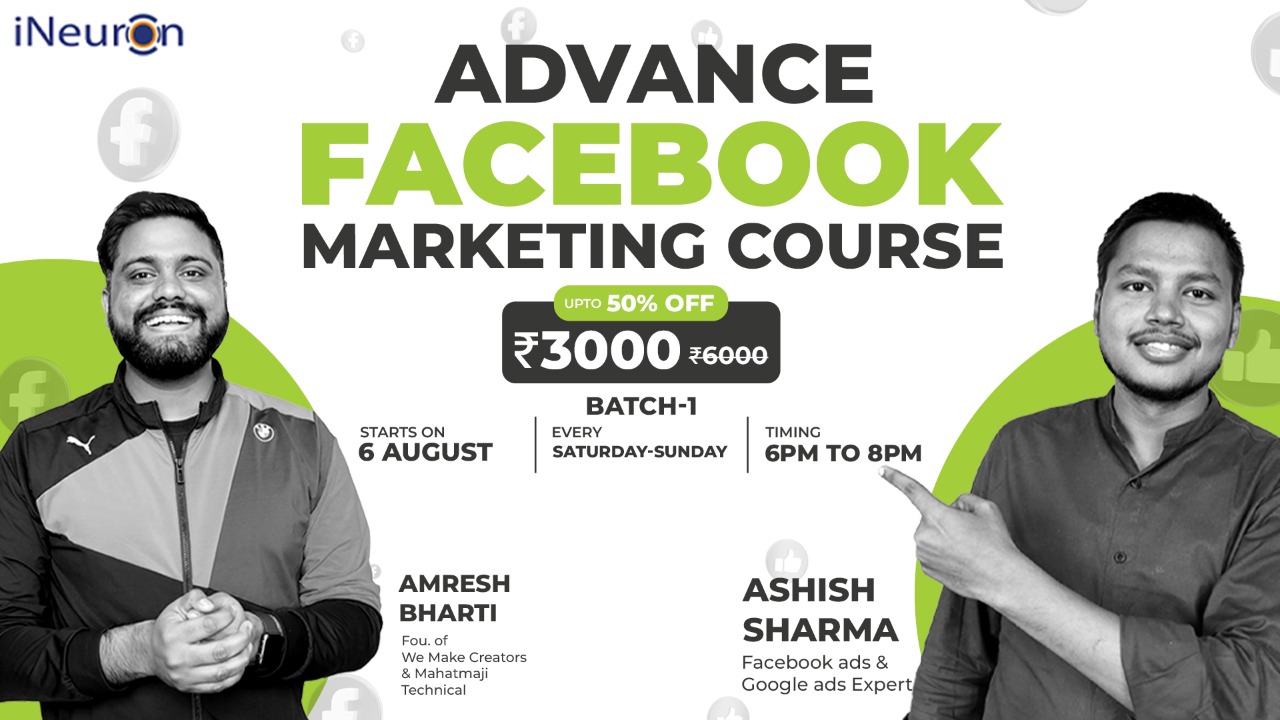 iNeuron
ADVANCE
FACEBOOK
MARKETING COURSE
UPTO 50% OFF
₹3000 ₹6000
BATCH-1
STARTS ON
6 AUGUST
EVERY
SATURDAY-SUNDAY
TIMING
6PM TO 8PM
AMRESH
BHARTI
Fou. of
We Make Creators
& Mahatmaji
Technical
ASHISH
SHARMA
Facebook ads &
Google ads Expert